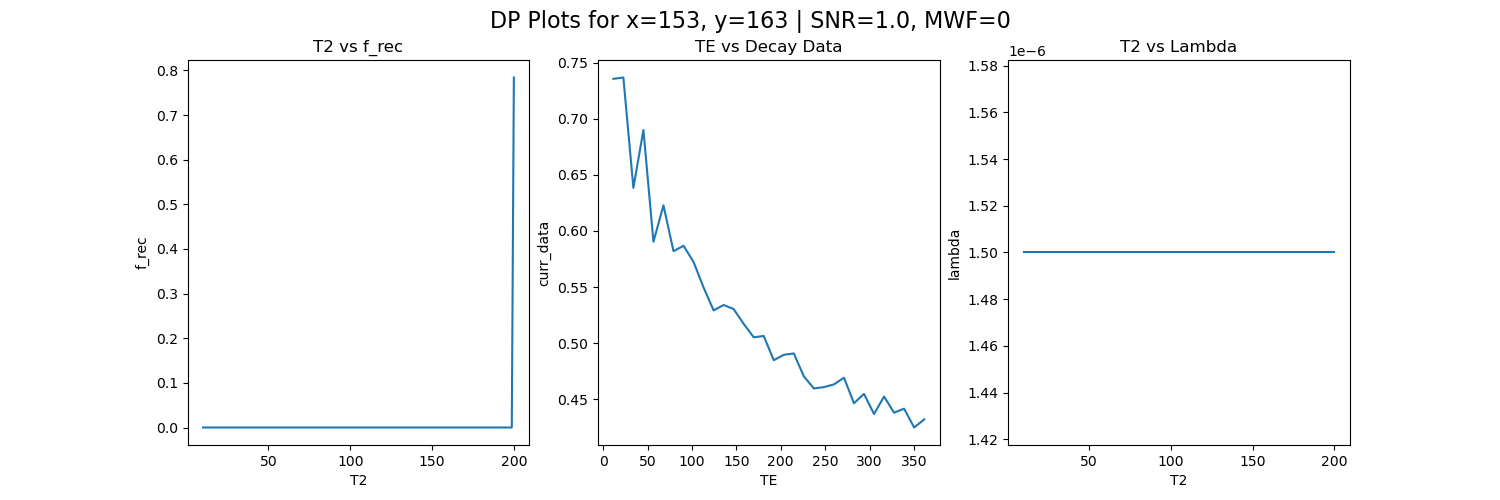 DP Plots for x=153, y=163 | SNR=1.0, MWF=0
T2 vs f_rec
0.8
0.7
0.6
0.5
0.4
0.3
0.2
0.1
0.0
f_rec
50 100 150 200
T2
TE vs Decay Data
0.75
0.70
0.65
0.60
0.55
0.50
0.45
curr_data
0 50 100 150 200 250 300 350
TE
T2 vs Lambda
1e−6
1.58
1.56
1.54
1.52
1.50
1.48
1.46
1.44
1.42
lambda
50 100 150 200
T2